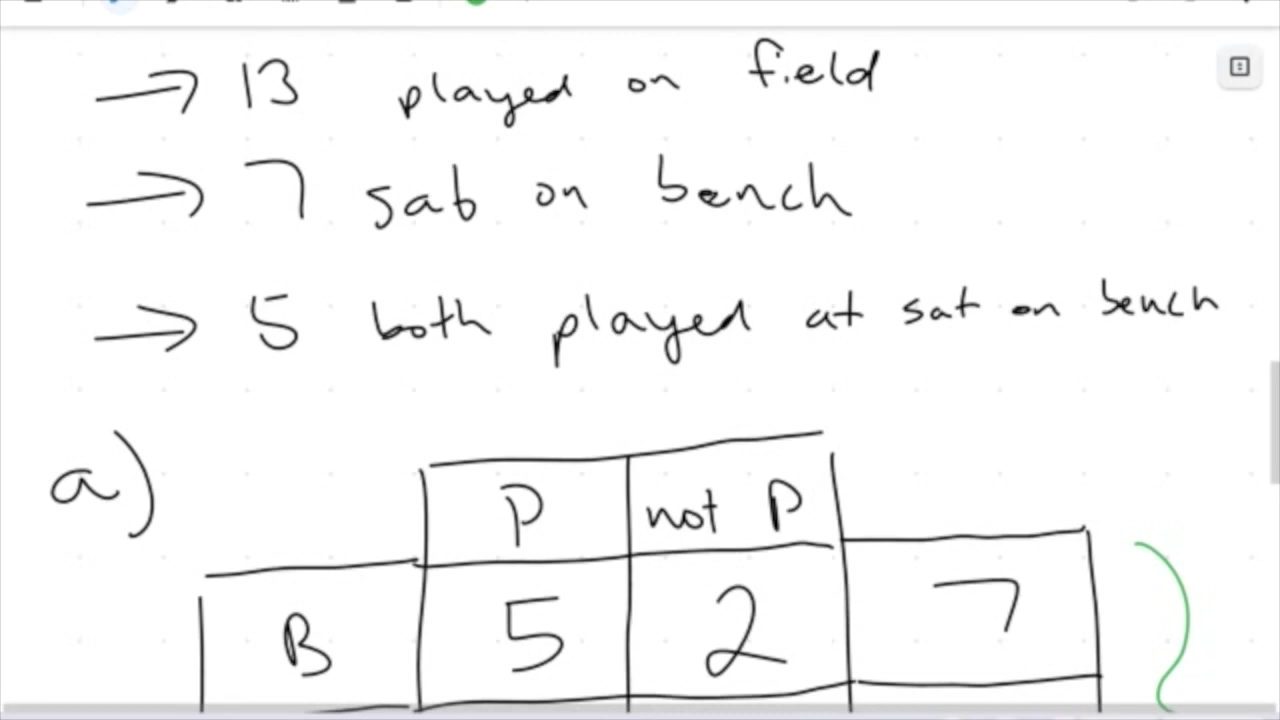 → 13 played on field
→ 7 sat on bench
→ 5 both played at sat on bench
a)
P not P
B 5 2 7